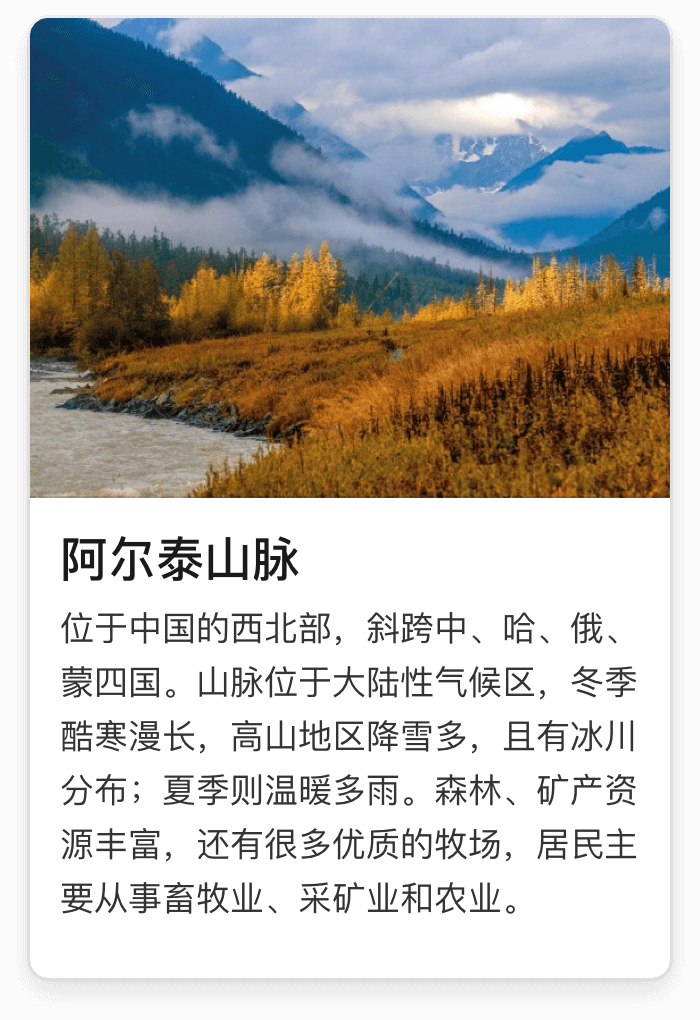 阿尔泰山脉
位于中国的西北部，斜跨中、哈、俄、
蒙四国。山脉位于大陆性气候区，冬季
酷寒漫长，高山地区降雪多，且有冰川
分布；夏季则温暖多雨。森林、矿产资
源丰富，还有很多优质的牧场，居民主
要从事畜牧业、采矿业和农业。